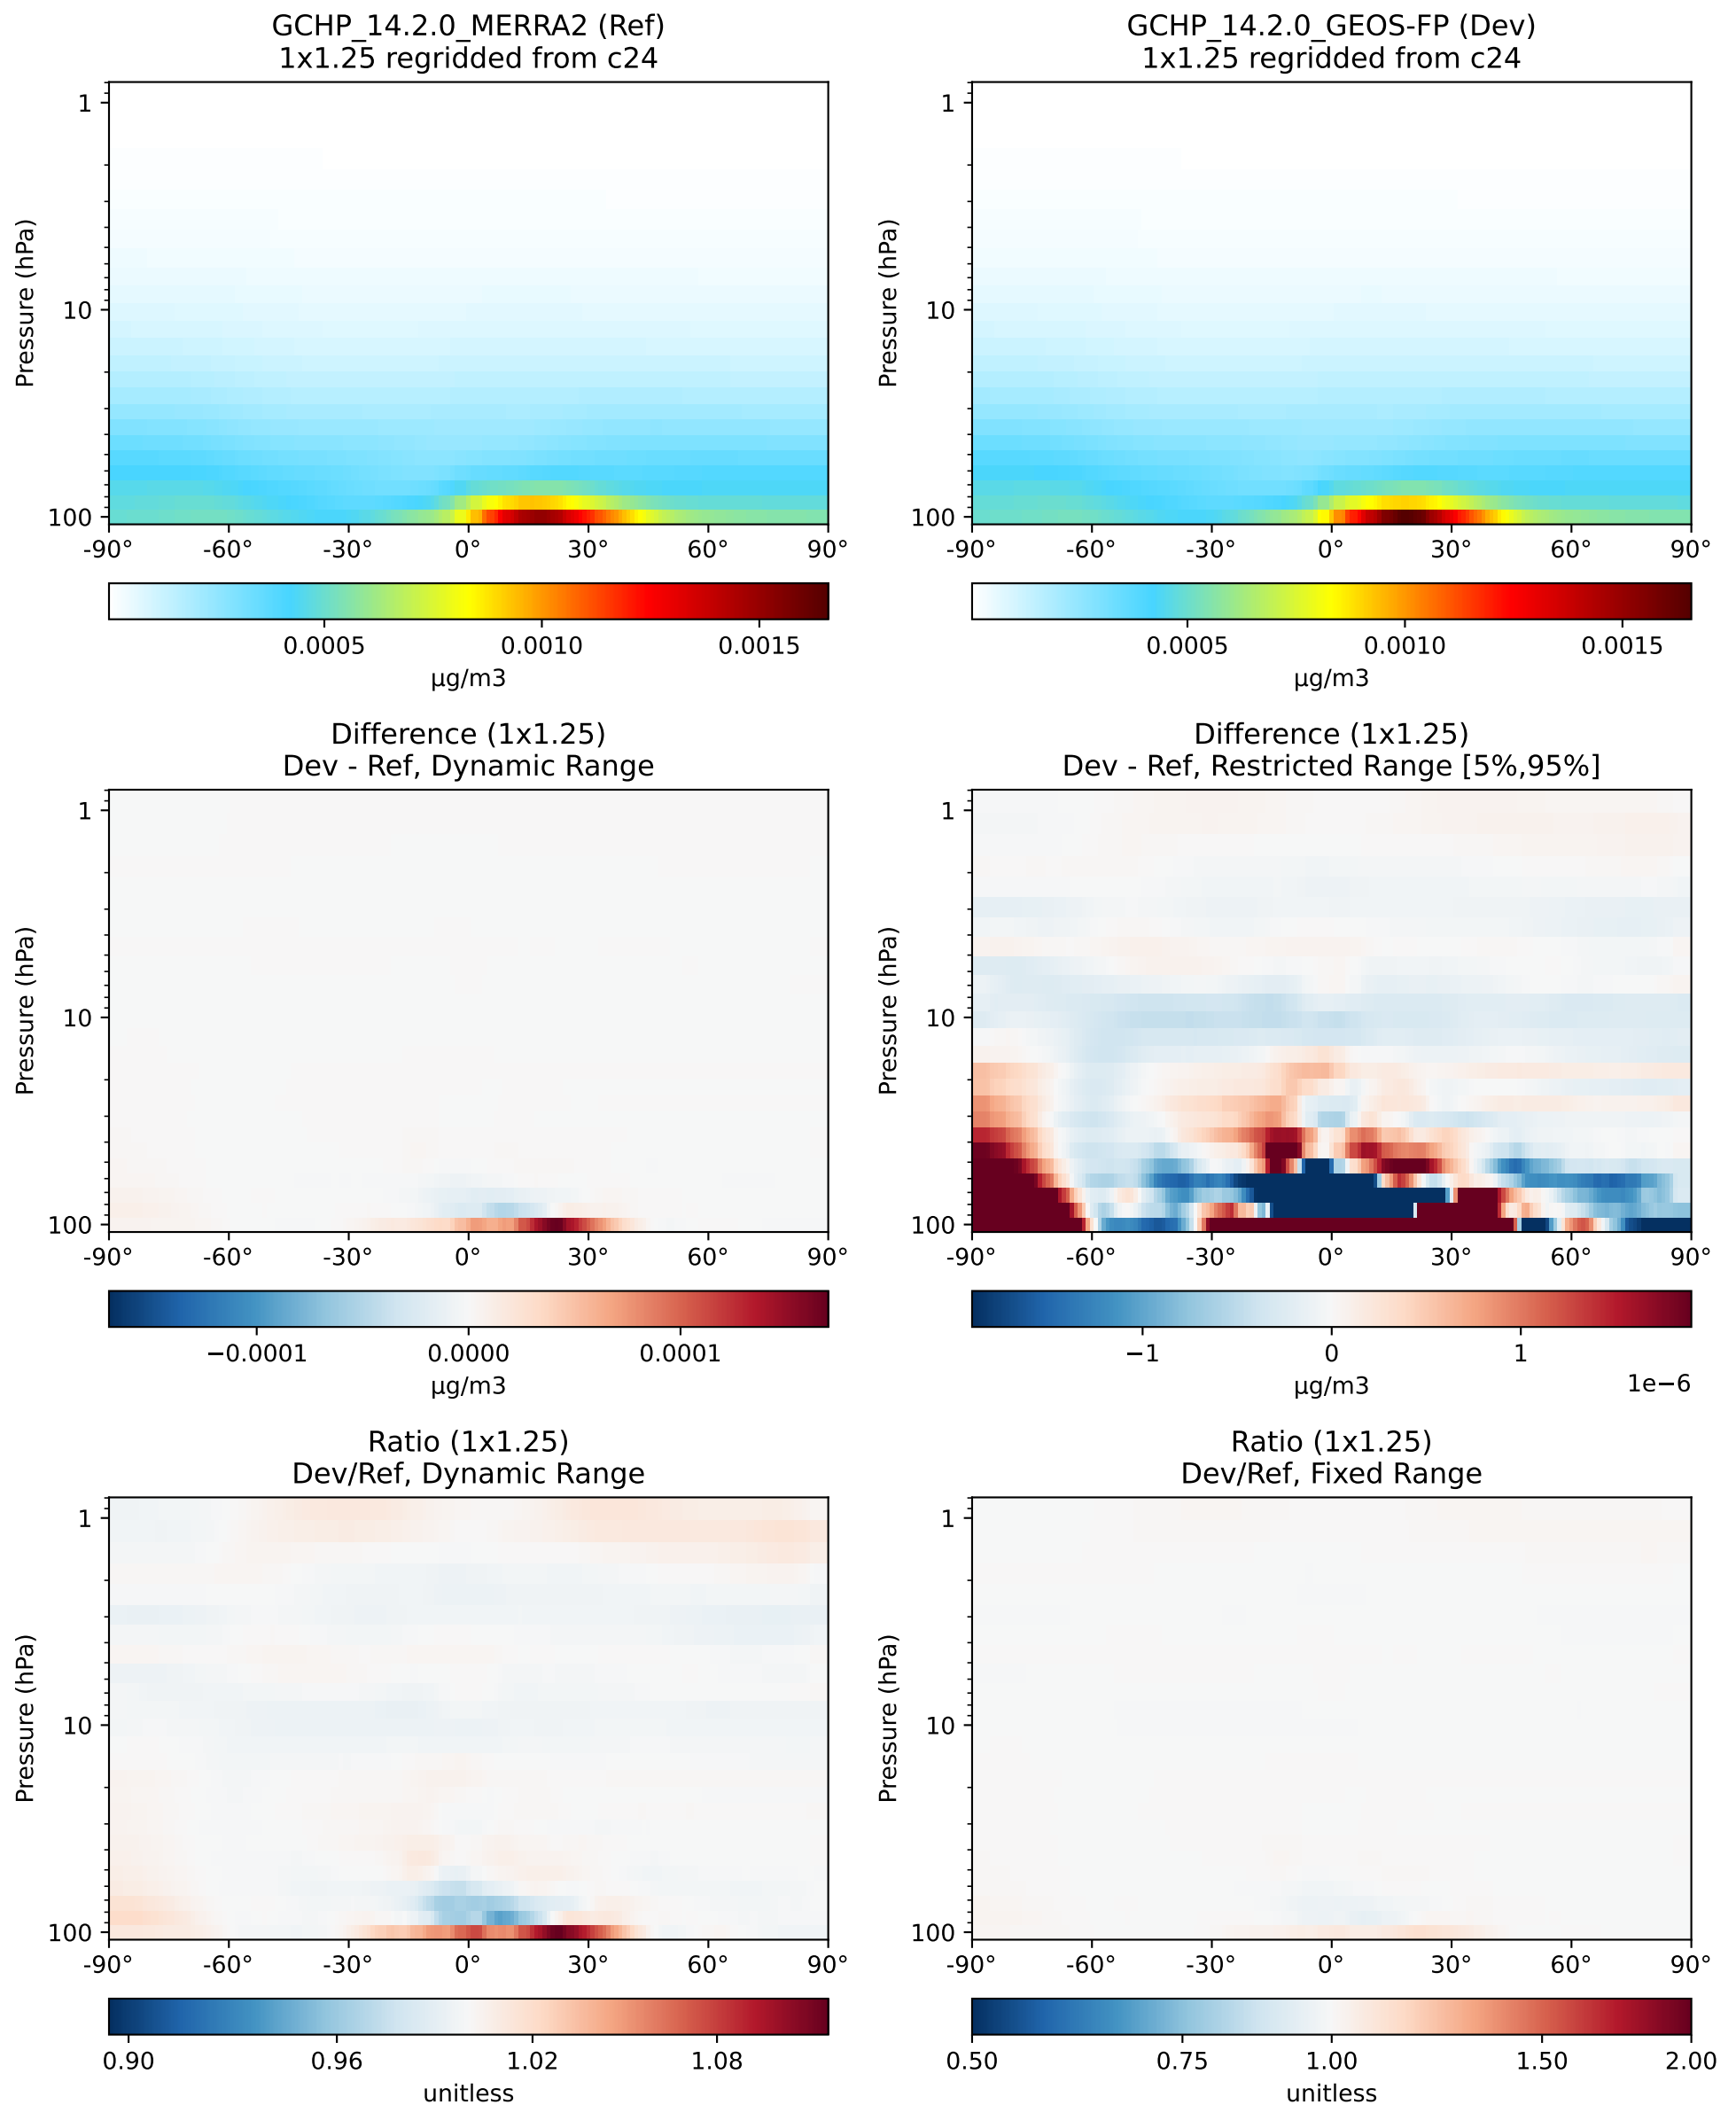 GCHP_14.2.0_MERRA2 (Ref)
1x1.25 regridded from c24
1
10
100
Pressure (hPa)
-90° -60° -30° 0° 30° 60° 90°
0.0005 0.0010 0.0015
μg/m3
GCHP_14.2.0_GEOS-FP (Dev)
1x1.25 regridded from c24
1
10
100
Pressure (hPa)
-90° -60° -30° 0° 30° 60° 90°
0.0005 0.0010 0.0015
μg/m3
Difference (1x1.25)
Dev - Ref, Dynamic Range
1
10
100
Pressure (hPa)
-90° -60° -30° 0° 30° 60° 90°
−0.0001 0.0000 0.0001
μg/m3
Difference (1x1.25)
Dev - Ref, Restricted Range [5%,95%]
1
10
100
Pressure (hPa)
-90° -60° -30° 0° 30° 60° 90°
−1 0 1
μg/m3
1e−6
Ratio (1x1.25)
Dev/Ref, Dynamic Range
1
10
100
Pressure (hPa)
-90° -60° -30° 0° 30° 60° 90°
0.90 0.96 1.02 1.08
unitless
Ratio (1x1.25)
Dev/Ref, Fixed Range
1
10
100
Pressure (hPa)
-90° -60° -30° 0° 30° 60° 90°
0.50 0.75 1.00 1.50 2.00
unitless